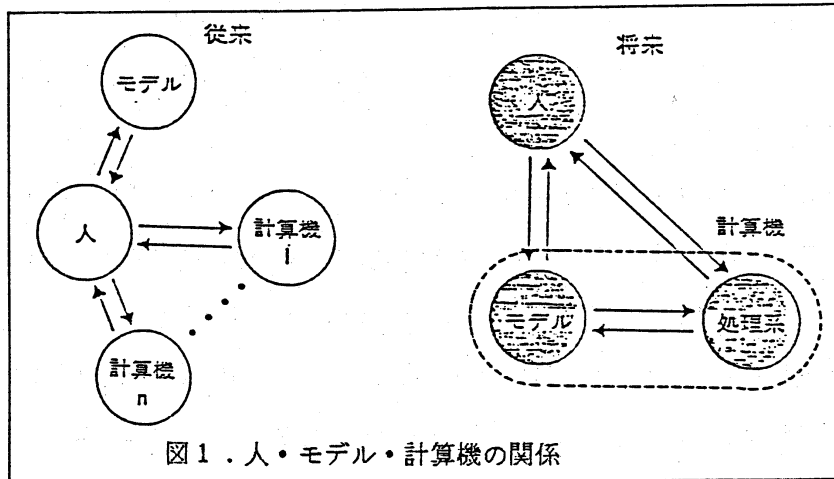 従来
モデル
人
計算機
1
計算機
n
将来
人
計算機
モデル
処理系
図1．人・モデル・計算機の関係